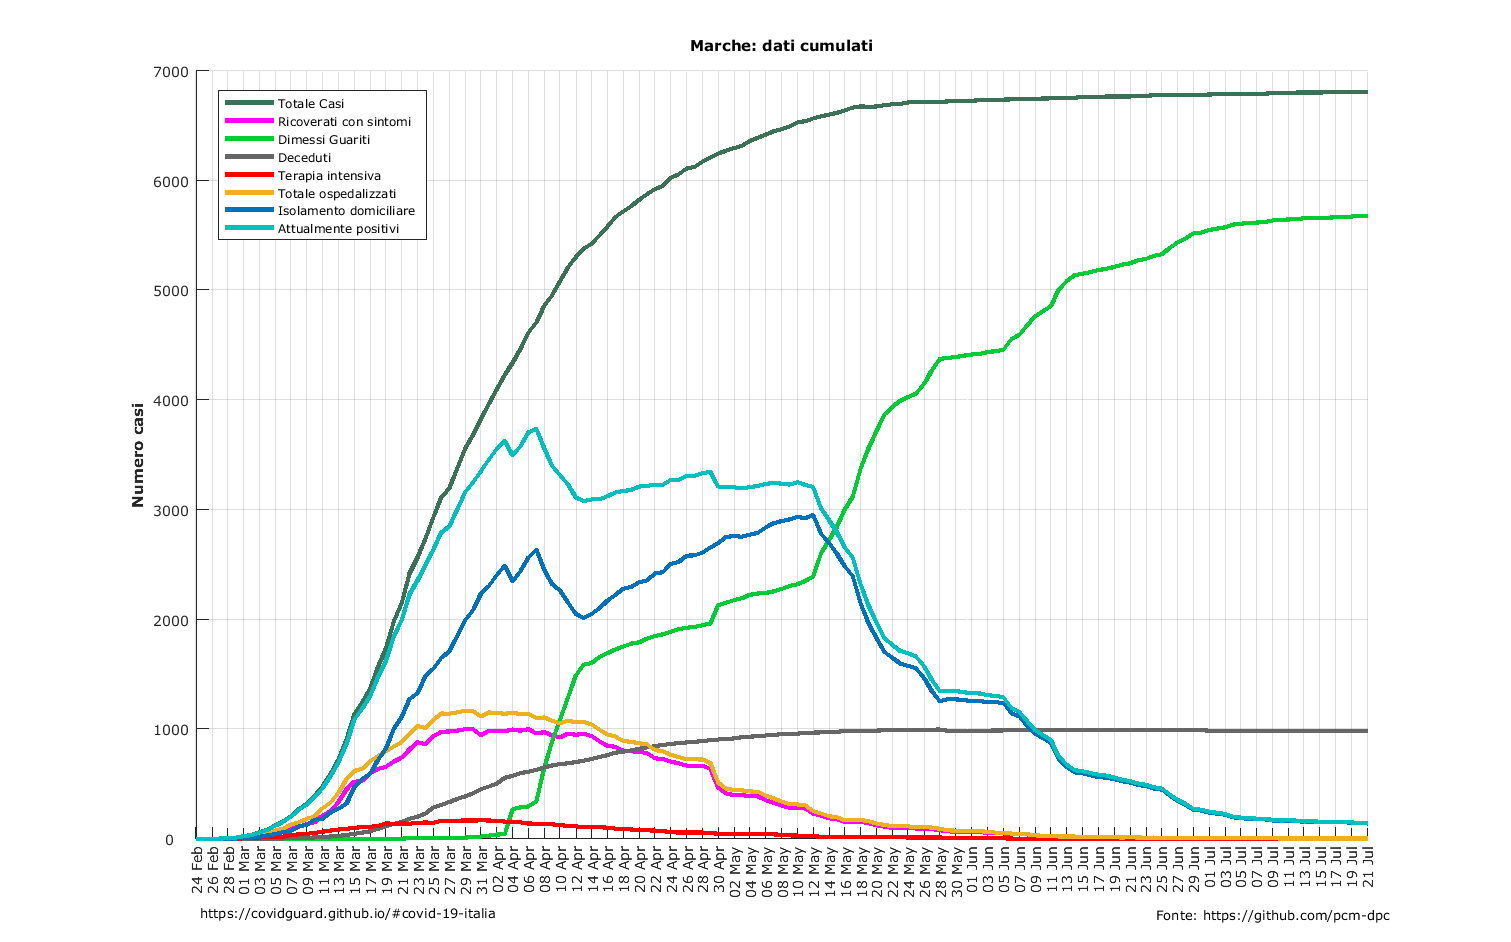 Marche: dati cumulati
Numero casi
7000
6000
5000
4000
3000
2000
1000
0
Totale Casi
Ricoverati con sintomi
Dimessi Guariti
Deceduti
Terapia intensiva
Totale ospedalizzati
Isolamento domiciliare
Attualmente positivi
24 Feb
26 Feb
28 Feb
01 Mar
03 Mar
05 Mar
07 Mar
09 Mar
11 Mar
13 Mar
15 Mar
17 Mar
19 Mar
21 Mar
23 Mar
25 Mar
27 Mar
29 Mar
31 Mar
02 Apr
04 Apr
06 Apr
08 Apr
10 Apr
12 Apr
14 Apr
16 Apr
18 Apr
20 Apr
22 Apr
24 Apr
26 Apr
28 Apr
30 Apr
02 May
04 May
06 May
08 May
10 May
12 May
14 May
16 May
18 May
20 May
22 May
24 May
26 May
28 May
30 May
01 Jun
03 Jun
05 Jun
07 Jun
09 Jun
11 Jun
13 Jun
15 Jun
17 Jun
19 Jun
21 Jun
23 Jun
25 Jun
27 Jun
29 Jun
01 Jul
03 Jul
05 Jul
07 Jul
09 Jul
11 Jul
13 Jul
15 Jul
17 Jul
19 Jul
21 Jul
https://covidguard.github.io/#covid-19-italia
Fonte: https://github.com/pcm-dpc